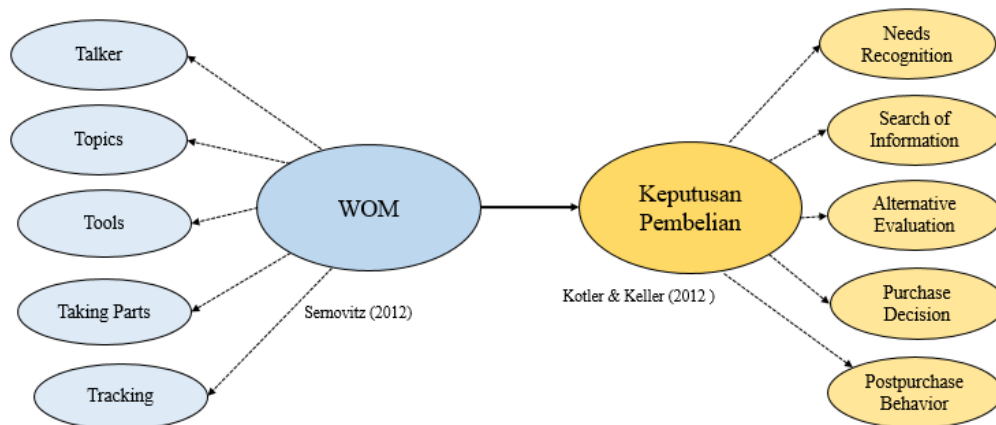 Talker
Topics
Tools
Taking Parts
Tracking
WOM
Sernovitz (2012)
Keputusan
Pembelian
Kotler & Keller (2012 )
Needs
Recognition
Search of
Information
Alternative
Evaluation
Purchase
Decision
Postpurchase
Behavior